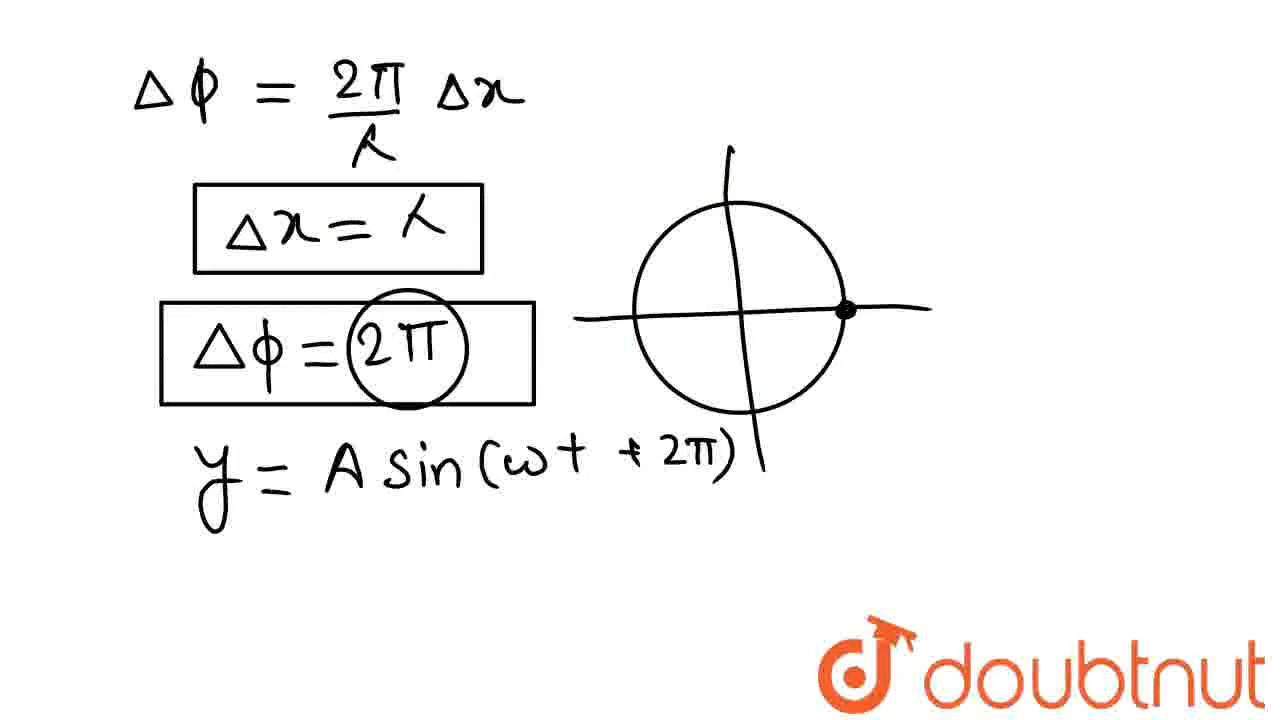 Δφ = 2π/λ Δx
Δx = λ
Δφ = 2π
y = A sin(ωt + 2π)
doubtnut